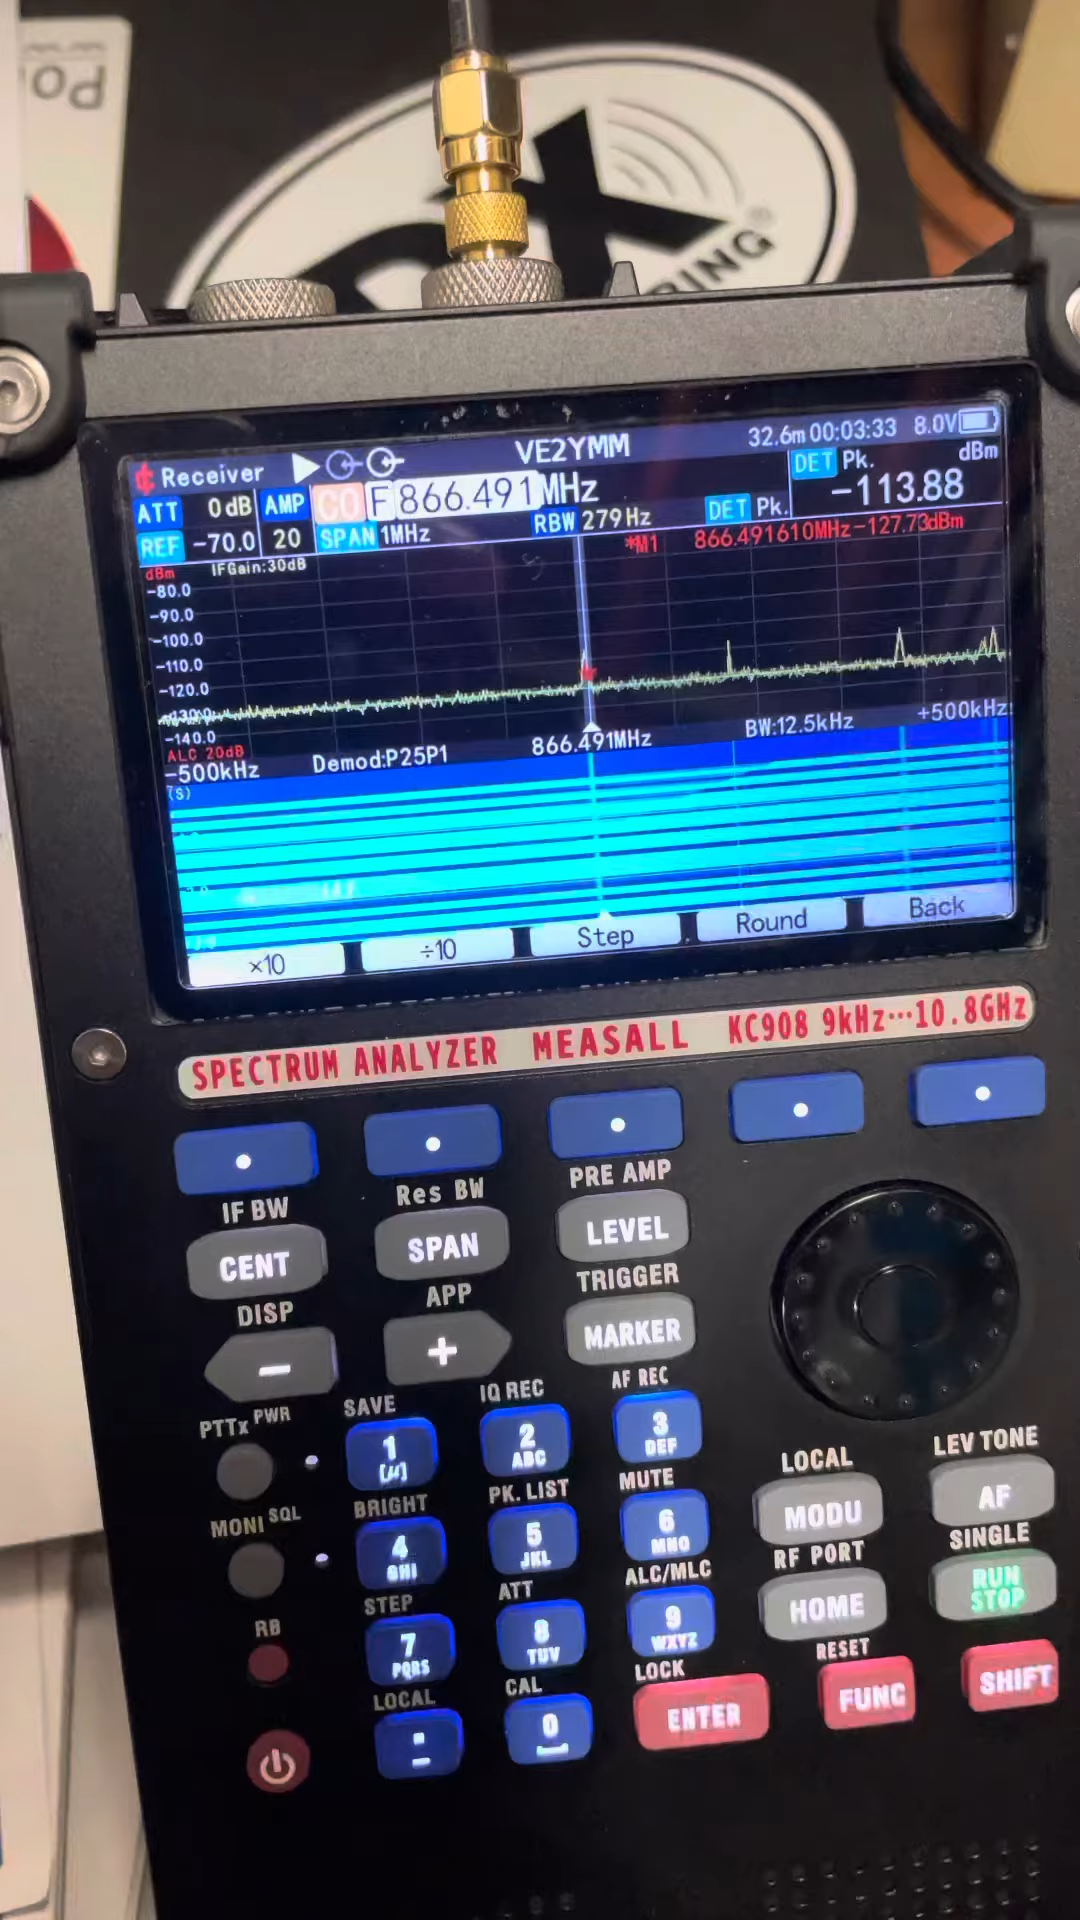 Po
RING®
Receiver
VE2YMM
32.6m 00:03:33 8.0V
ATT 0dB AMP C0 F 866.491 MHz DET Pk. dBm
-113.88
REF -70.0 20 SPAN 1MHz RBW 279Hz DET Pk.
dBm IFGain:30dB *M1 866.491610MHz -127.73dBm
-80.0
-90.0
-100.0
-110.0
-120.0
-130.0
-140.0
ALC 20dB
-500kHz Demod:P25P1 866.491MHz BW:12.5kHz +500kHz
(S)
×10 ÷10 Step Round Back
SPECTRUM ANALYZER MEASALL KC908 9kHz···10.8GHz
IF BW Res BW PRE AMP
CENT SPAN LEVEL
DISP APP TRIGGER
− + MARKER
PTTx PWR SAVE IQ REC AF REC
1 [μ] 2 ABC 3 DEF
LOCAL LEV TONE
MODU AF
MONI SQL BRIGHT PK. LIST MUTE
4 GHI 5 JKL 6 MNO
RF PORT SINGLE
HOME RUN STOP
RB STEP ATT ALC/MLC
7 PQRS 8 TUV 9 WXYZ
LOCAL CAL LOCK RESET
0 ENTER FUNC SHIFT